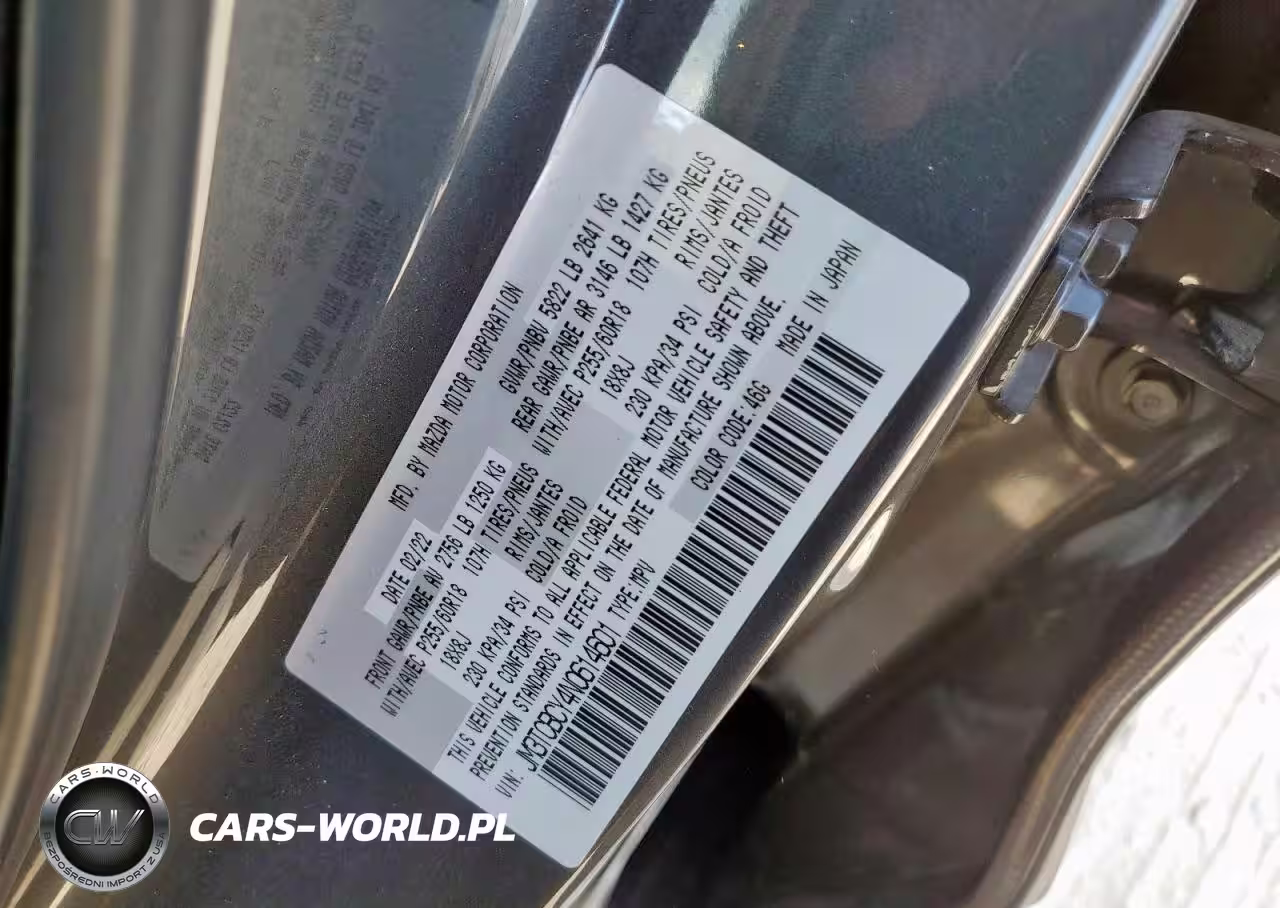 MFD. BY MAZDA MOTOR CORPORATION
DATE 02/22 GVWR/PNBV 5822 LB 2641 KG
FRONT GAWR/PNBE AV 2756 LB 1250 KG REAR GAWR/PNBE AR 3146 LB 1427 KG
WITH/AVEC P255/60R18 107H TIRES/PNEUS WITH/AVEC P255/60R18 107H TIRES/PNEUS
18X8J RIMS/JANTES 18X8J RIMS/JANTES
230 KPA/34 PSI COLD/A FROID 230 KPA/34 PSI COLD/A FROID
THIS VEHICLE CONFORMS TO ALL APPLICABLE FEDERAL MOTOR VEHICLE SAFETY AND THEFT
PREVENTION STANDARDS IN EFFECT ON THE DATE OF MANUFACTURE SHOWN ABOVE.
VIN: JM3TCBCY4N0614601 TYPE:MPV COLOR CODE:46G MADE IN JAPAN
CARS-WORLD
CW
BEZPOŚREDNI IMPORT Z USA
CARS-WORLD.PL